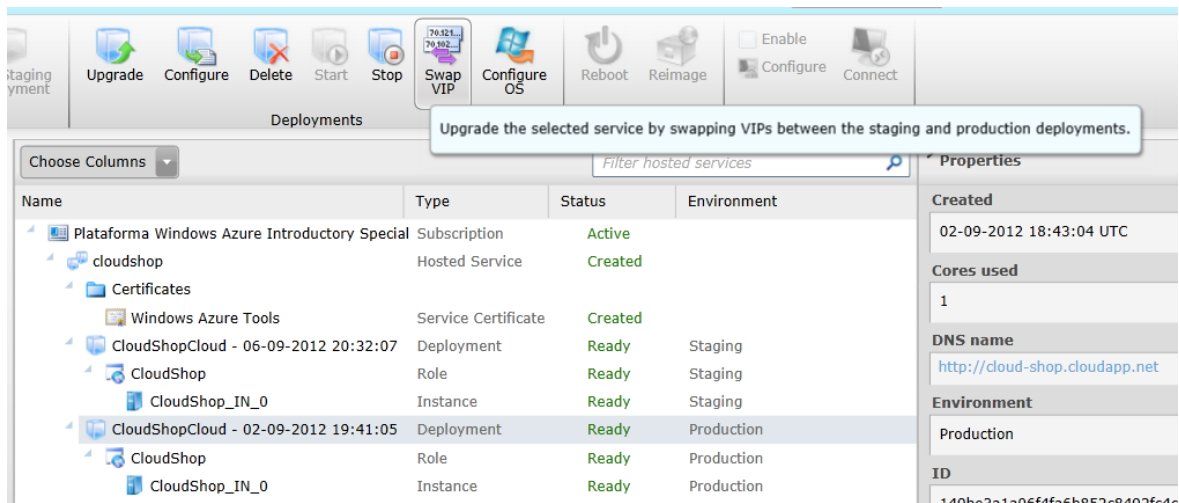 Staging
yment
Upgrade
Configure
Delete
Start
Stop
70.121...
70.102...
Swap
VIP
Configure
OS
Reboot
Reimage
Enable
Configure
Connect
Deployments
Upgrade the selected service by swapping VIPs between the staging and production deployments.
Choose Columns
Filter hosted services
Properties
Name Type Status Environment
Plataforma Windows Azure Introductory Special Subscription Active
cloudshop Hosted Service Created
Certificates
Windows Azure Tools Service Certificate Created
CloudShopCloud - 06-09-2012 20:32:07 Deployment Ready Staging
CloudShop Role Ready Staging
CloudShop_IN_0 Instance Ready Staging
CloudShopCloud - 02-09-2012 19:41:05 Deployment Ready Production
CloudShop Role Ready Production
CloudShop_IN_0 Instance Ready Production
Created
02-09-2012 18:43:04 UTC
Cores used
1
DNS name
http://cloud-shop.cloudapp.net
Environment
Production
ID